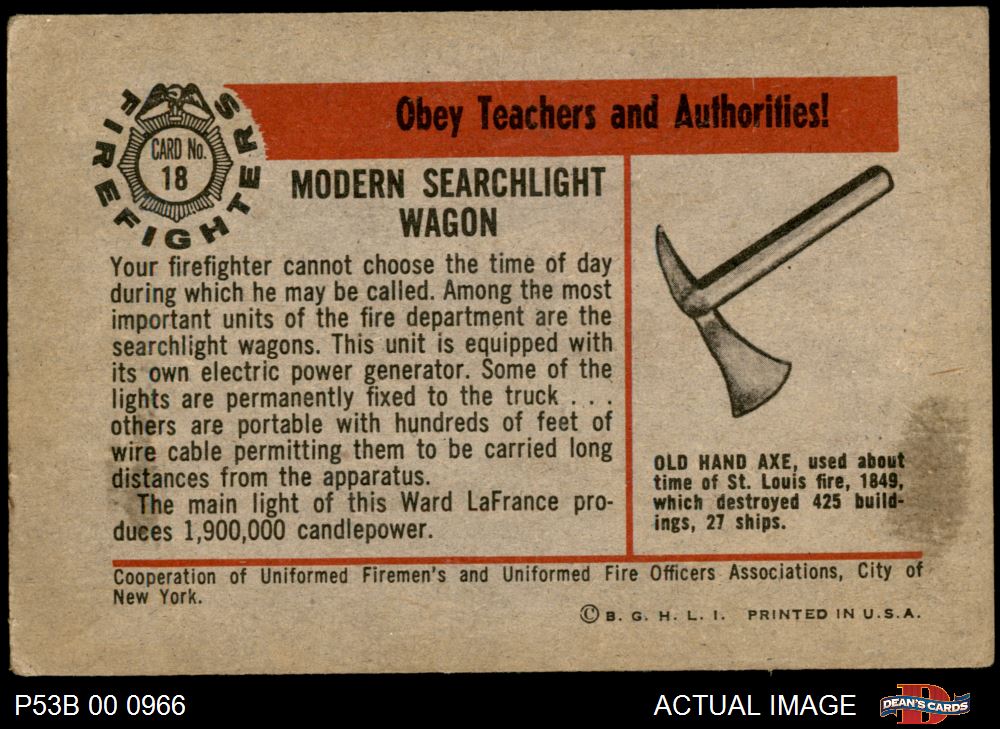 FIREFIGHTERS
CARD No.
18
Obey Teachers and Authorities!
MODERN SEARCHLIGHT
WAGON
Your firefighter cannot choose the time of day
during which he may be called. Among the most
important units of the fire department are the
searchlight wagons. This unit is equipped with
its own electric power generator. Some of the
lights are permanently fixed to the truck . . .
others are portable with hundreds of feet of
wire cable permitting them to be carried long
distances from the apparatus.
The main light of this Ward LaFrance pro-
duces 1,900,000 candlepower.
OLD HAND AXE, used about
time of St. Louis fire, 1849,
which destroyed 425 build-
ings, 27 ships.
Cooperation of Uniformed Firemen's and Uniformed Fire Officers Associations, City of
New York.
© B. G. H. L. I. PRINTED IN U.S.A.
P53B 00 0966
ACTUAL IMAGE
D
DEAN'S CARDS